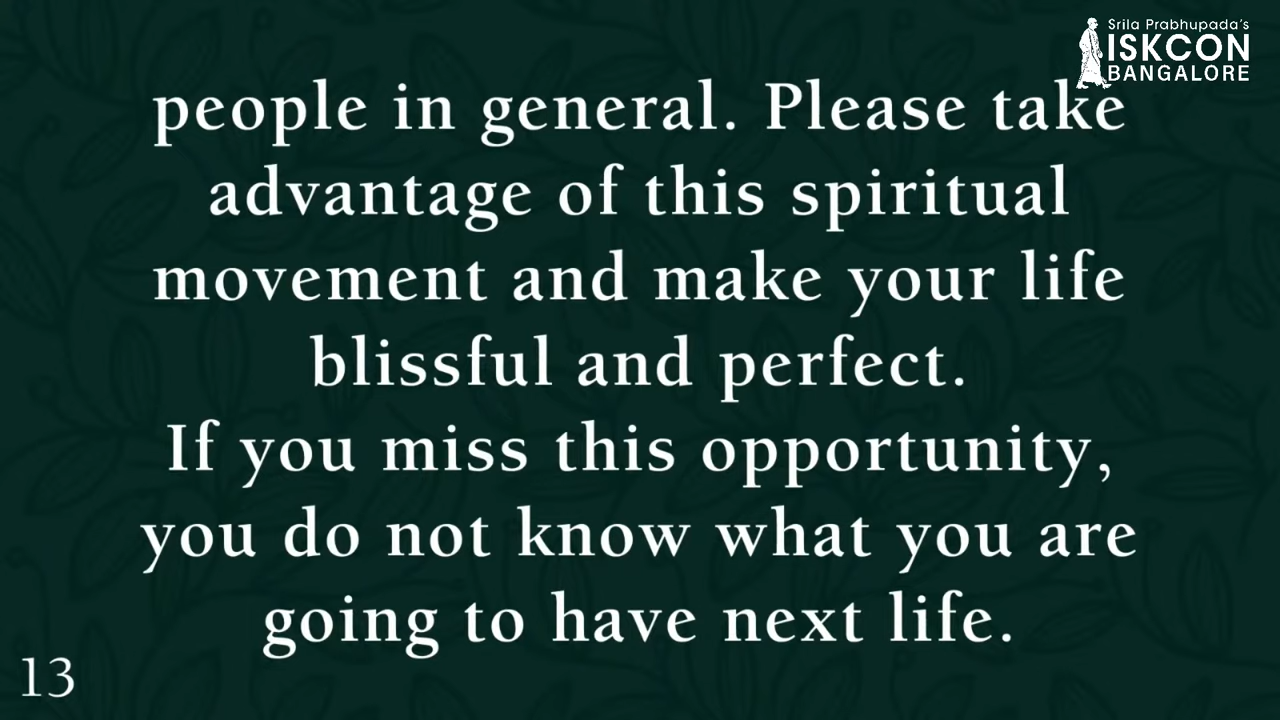 Srila Prabhupada's
ISKCON
BANGALORE
people in general. Please take
advantage of this spiritual
movement and make your life
blissful and perfect.
If you miss this opportunity,
you do not know what you are
going to have next life.
13